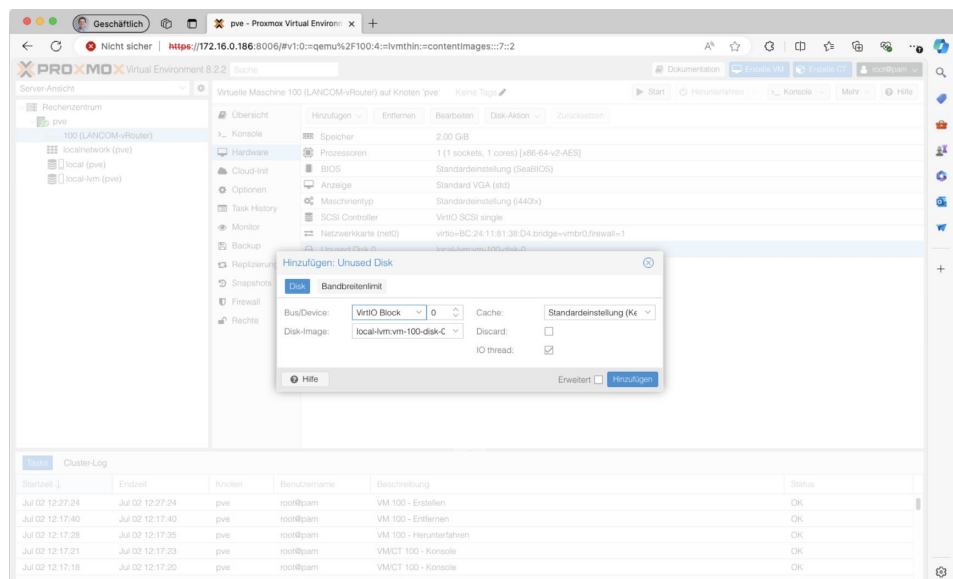 Geschäftlich
pve - Proxmox Virtual Environm
Nicht sicher | https://172.16.0.186:8006/#v1:0:=qemu%2F100:4:=lvmthin:=contentImages:::7::2
PROXMOX Virtual Environment 8.2.2 Suche Dokumentation Erstelle VM Erstelle CT root@pam
Server-Ansicht
Virtuelle Maschine 100 (LANCOM-vRouter) auf Knoten 'pve' Keine Tags Start Herunterfahren Konsole Mehr Hilfe
Rechenzentrum
pve
100 (LANCOM-vRouter)
localnetwork (pve)
local (pve)
local-lvm (pve)
Übersicht
Konsole
Hardware
Cloud-Init
Optionen
Task History
Monitor
Backup
Replizierung
Snapshots
Firewall
Rechte
Hinzufügen Entfernen Bearbeiten Disk-Aktion Zurücksetzen
Speicher 2.00 GiB
Prozessoren 1 (1 sockets, 1 cores) [x86-64-v2-AES]
BIOS Standardeinstellung (SeaBIOS)
Anzeige Standard VGA (std)
Maschinentyp Standardeinstellung (i440fx)
SCSI Controller VirtIO SCSI single
Netzwerkkarte (net0) virtio=BC:24:11:81:38:D4,bridge=vmbr0,firewall=1
Unused Disk 0 local-lvm:vm-100-disk-0
Hinzufügen: Unused Disk
Disk Bandbreitenlimit
Bus/Device: VirtIO Block 0 Cache: Standardeinstellung (Ke
Disk-Image: local-lvm:vm-100-disk-0 Discard:
IO thread:
Hilfe Erweitert Hinzufügen
Tasks Cluster-Log
Startzeit ↓ Endzeit Knoten Benutzername Beschreibung Status
Jul 02 12:27:24 Jul 02 12:27:24 pve root@pam VM 100 - Erstellen OK
Jul 02 12:17:40 Jul 02 12:17:40 pve root@pam VM 100 - Entfernen OK
Jul 02 12:17:28 Jul 02 12:17:35 pve root@pam VM 100 - Herunterfahren OK
Jul 02 12:17:21 Jul 02 12:17:23 pve root@pam VM/CT 100 - Konsole OK
Jul 02 12:17:18 Jul 02 12:17:20 pve root@pam VM/CT 100 - Konsole OK